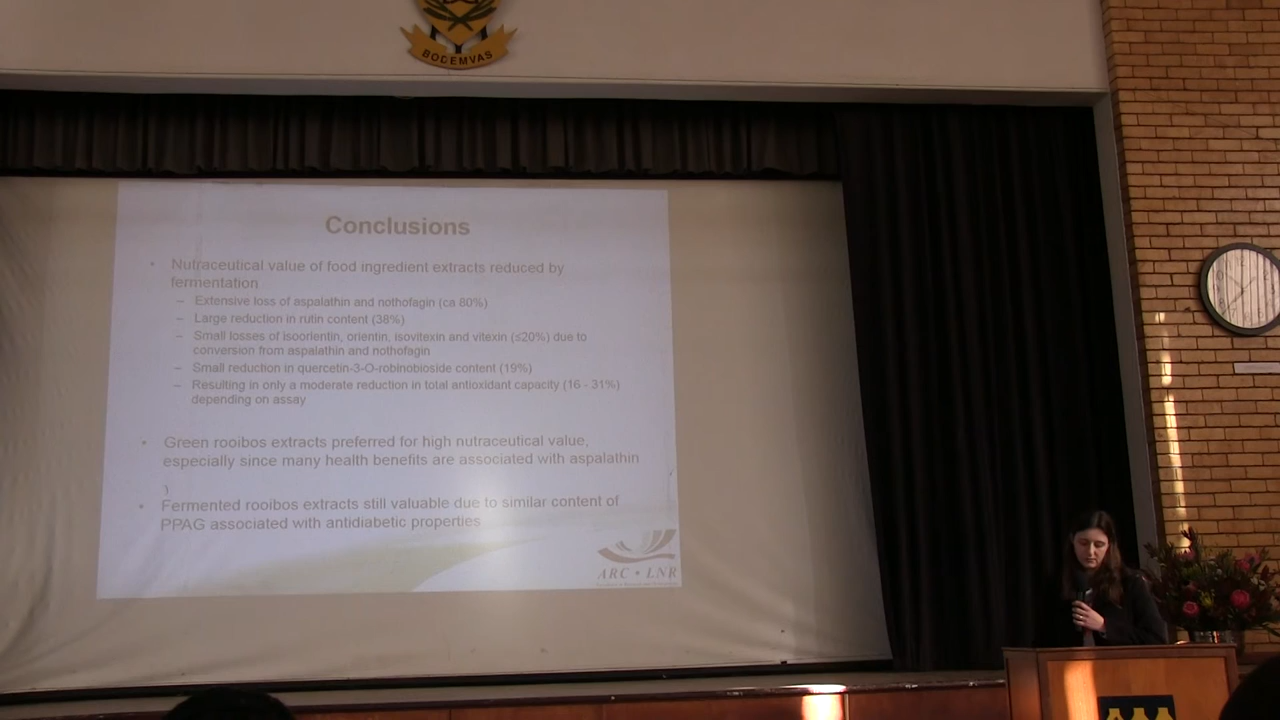 BODEMVAS
Conclusions
• Nutraceutical value of food ingredient extracts reduced by
fermentation
– Extensive loss of aspalathin and nothofagin (ca 80%)
– Large reduction in rutin content (38%)
– Small losses of isoorientin, orientin, isovitexin and vitexin (≤20%) due to
conversion from aspalathin and nothofagin
– Small reduction in quercetin-3-O-robinobioside content (19%)
– Resulting in only a moderate reduction in total antioxidant capacity (16 - 31%)
depending on assay
• Green rooibos extracts preferred for high nutraceutical value,
especially since many health benefits are associated with aspalathin
)
• Fermented rooibos extracts still valuable due to similar content of
PPAG associated with antidiabetic properties
ARC • LNR